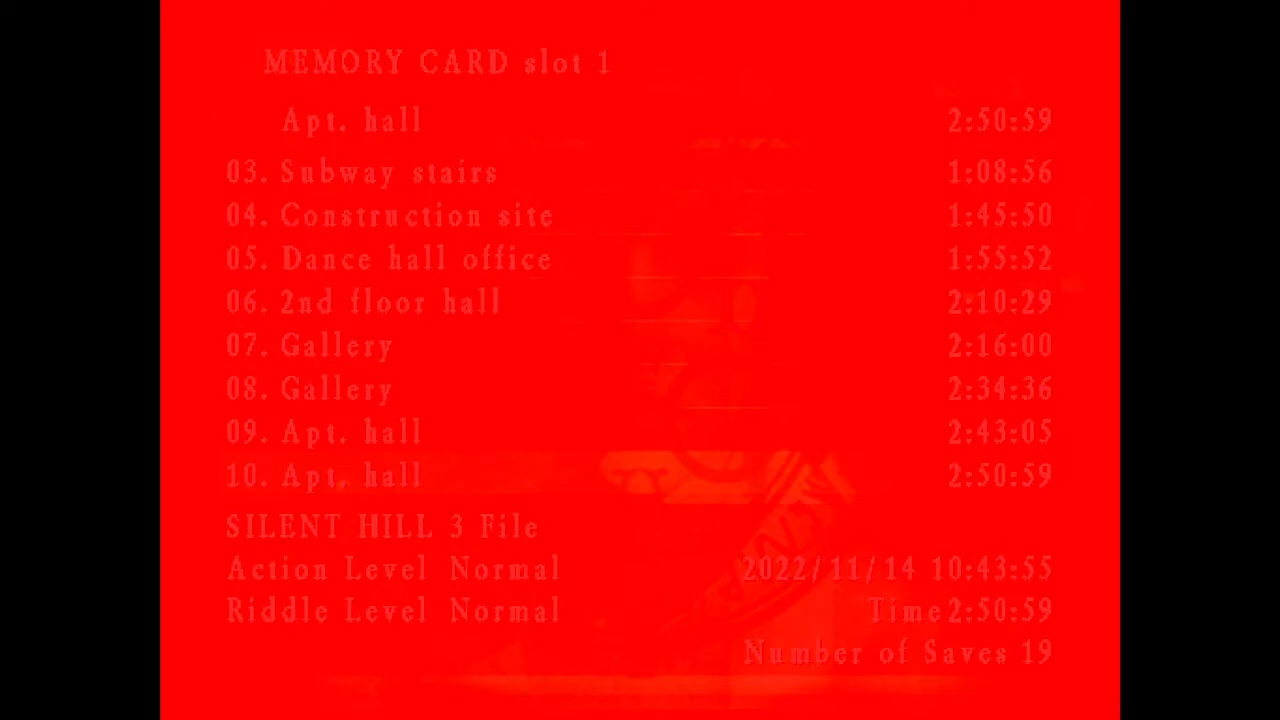 MEMORY CARD slot 1
Apt. hall 2:50:59
03. Subway stairs 1:08:56
04. Construction site 1:45:50
05. Dance hall office 1:55:52
06. 2nd floor hall 2:10:29
07. Gallery 2:16:00
08. Gallery 2:34:36
09. Apt. hall 2:43:05
10. Apt. hall 2:50:59
SILENT HILL 3 File
Action Level Normal 2022/11/14 10:43:55
Riddle Level Normal Time 2:50:59
Number of Saves 19